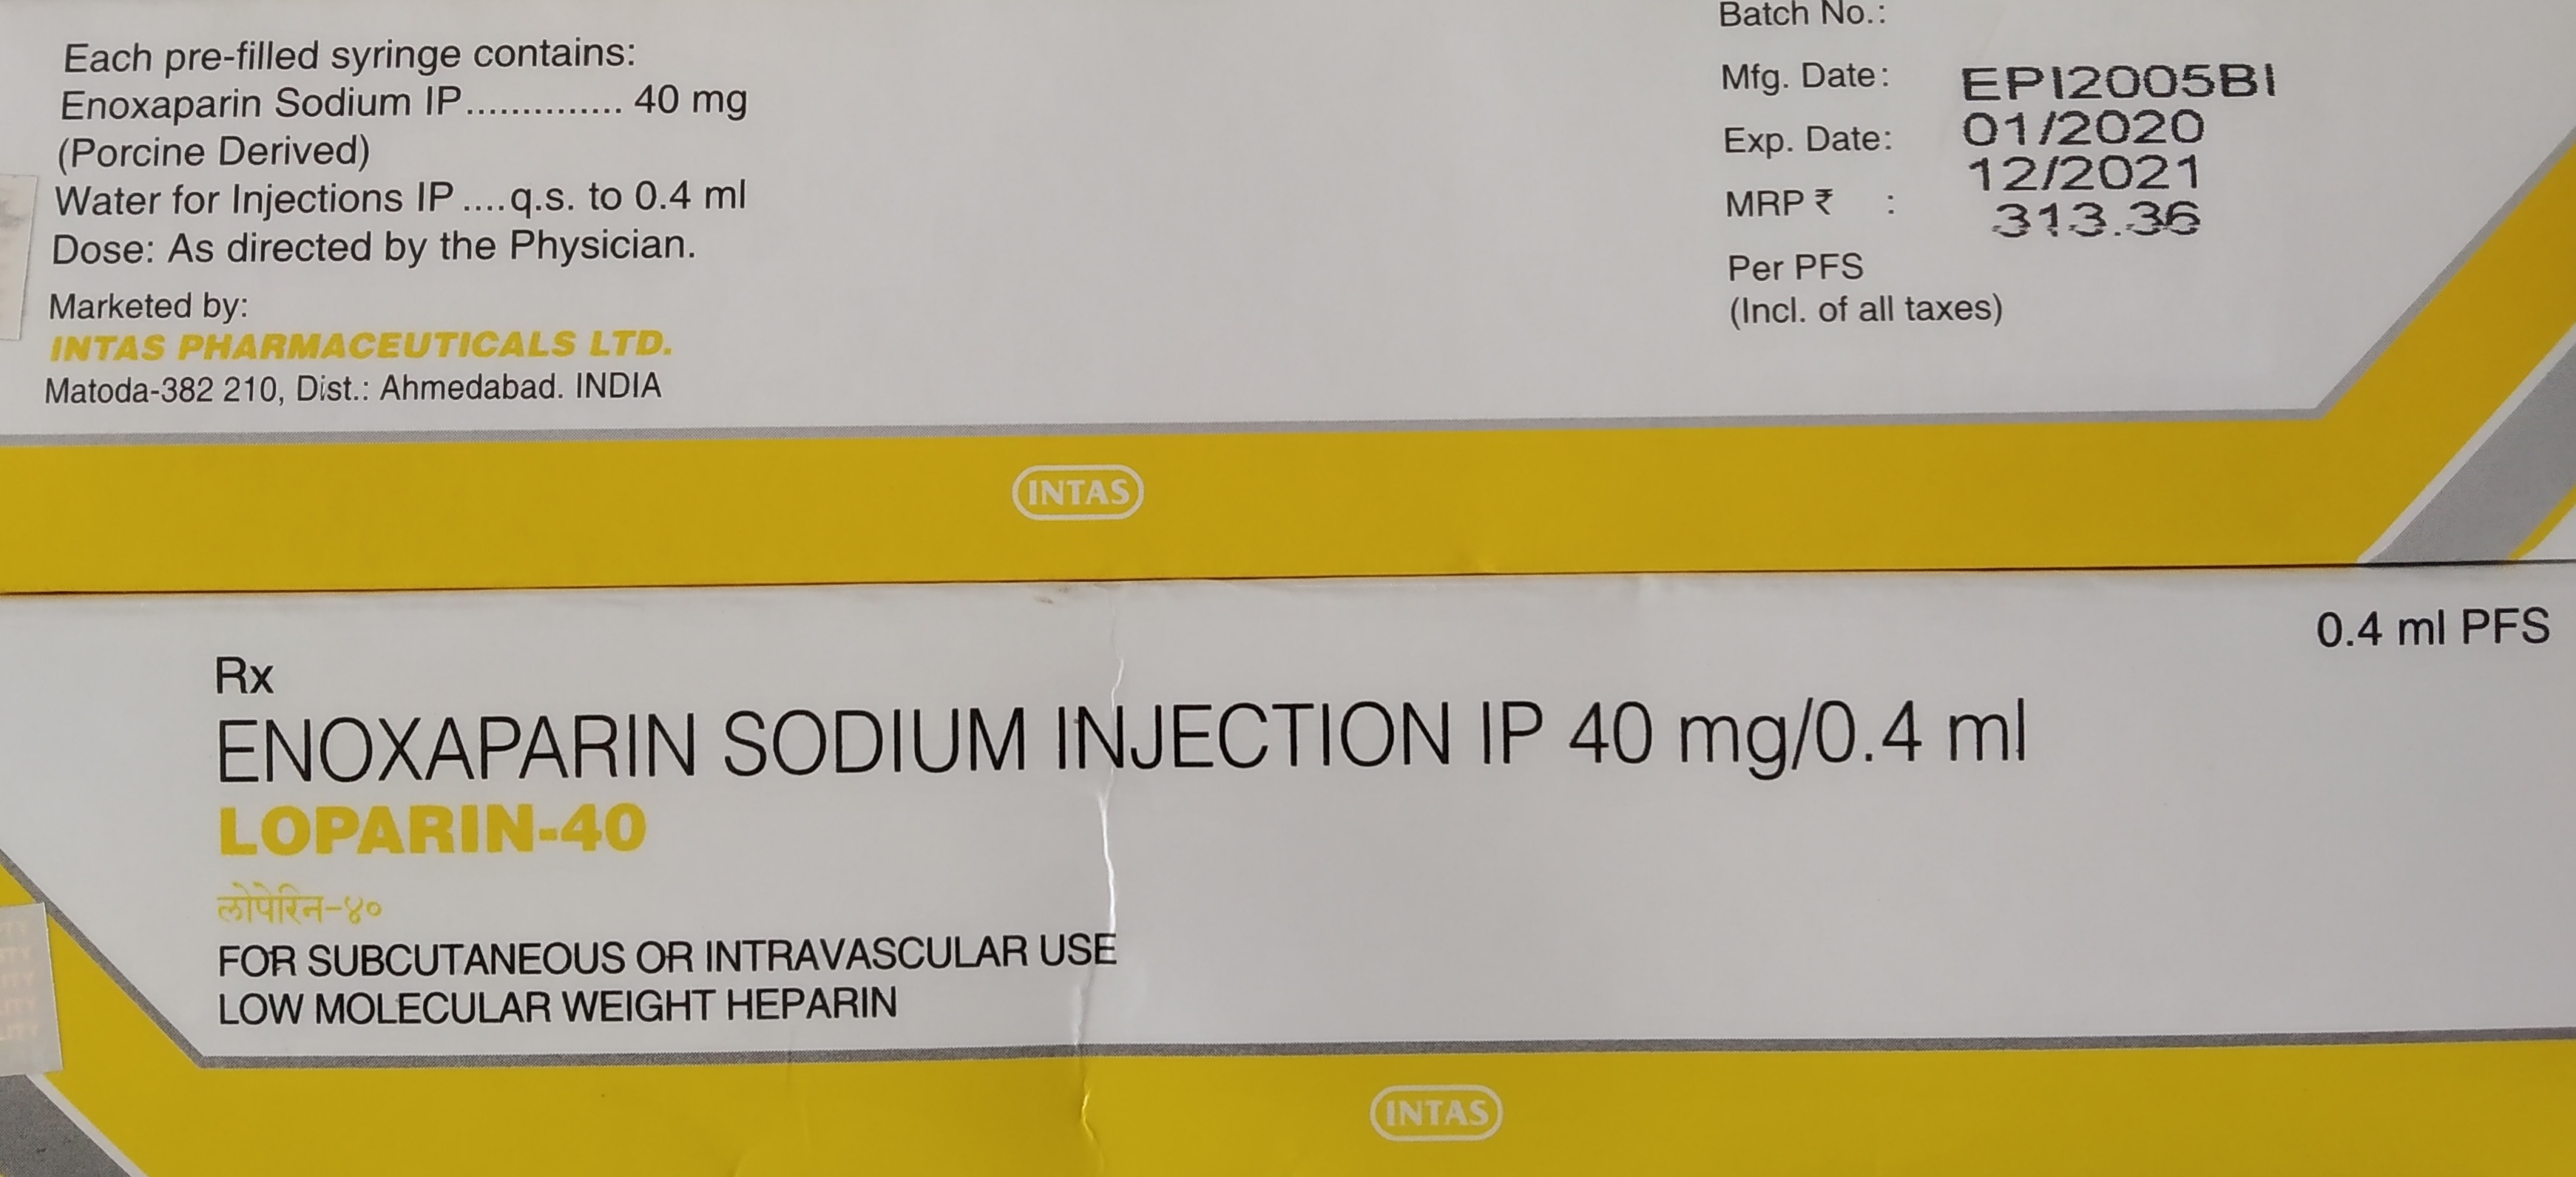 Each pre-filled syringe contains:
Enoxaparin Sodium IP.............. 40 mg
(Porcine Derived)
Water for Injections IP ....q.s. to 0.4 ml
Dose: As directed by the Physician.
Marketed by:
INTAS PHARMACEUTICALS LTD.
Matoda-382 210, Dist.: Ahmedabad. INDIA
Batch No.:
Mfg. Date:
Exp. Date:
MRP ₹ :
Per PFS
(Incl. of all taxes)
EPI2005BI
01/2020
12/2021
313.36
INTAS
0.4 ml PFS
Rx
ENOXAPARIN SODIUM INJECTION IP 40 mg/0.4 ml
LOPARIN-40
लोपेरिन-४०
FOR SUBCUTANEOUS OR INTRAVASCULAR USE
LOW MOLECULAR WEIGHT HEPARIN
INTAS